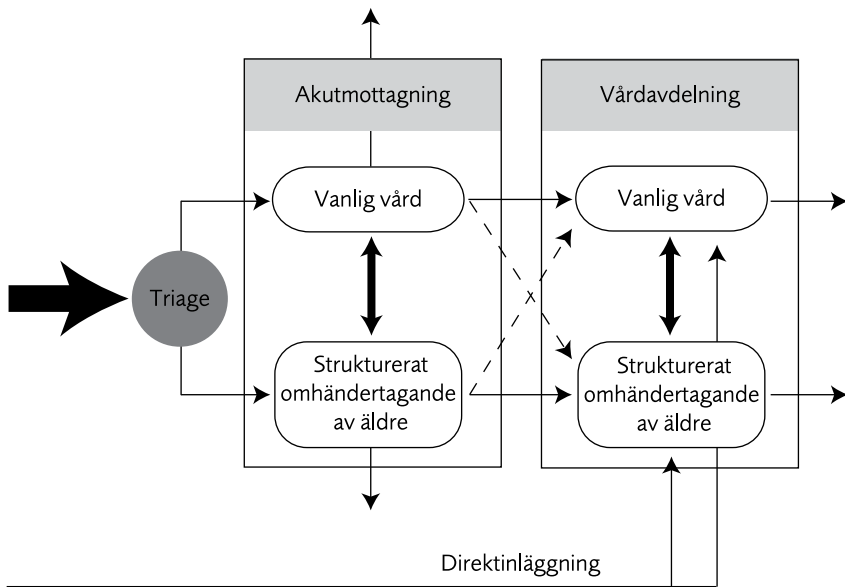 Akutmottagning
Vårdavdelning
Vanlig vård
Vanlig vård
Triage
Strukturerat
omhändertagande
av äldre
Strukturerat
omhändertagande
av äldre
Direktinläggning